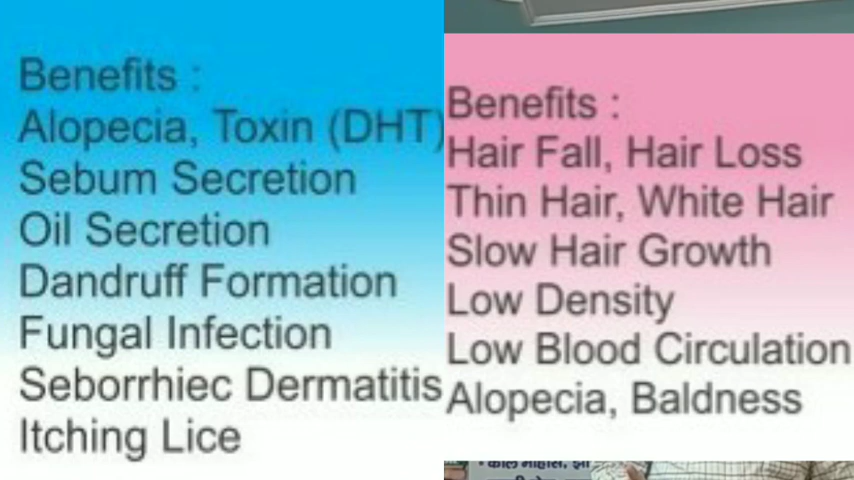 Benefits :
Alopecia, Toxin (DHT)
Sebum Secretion
Oil Secretion
Dandruff Formation
Fungal Infection
Seborrhiec Dermatitis
Itching Lice
Benefits :
Hair Fall, Hair Loss
Thin Hair, White Hair
Slow Hair Growth
Low Density
Low Blood Circulation
Alopecia, Baldness